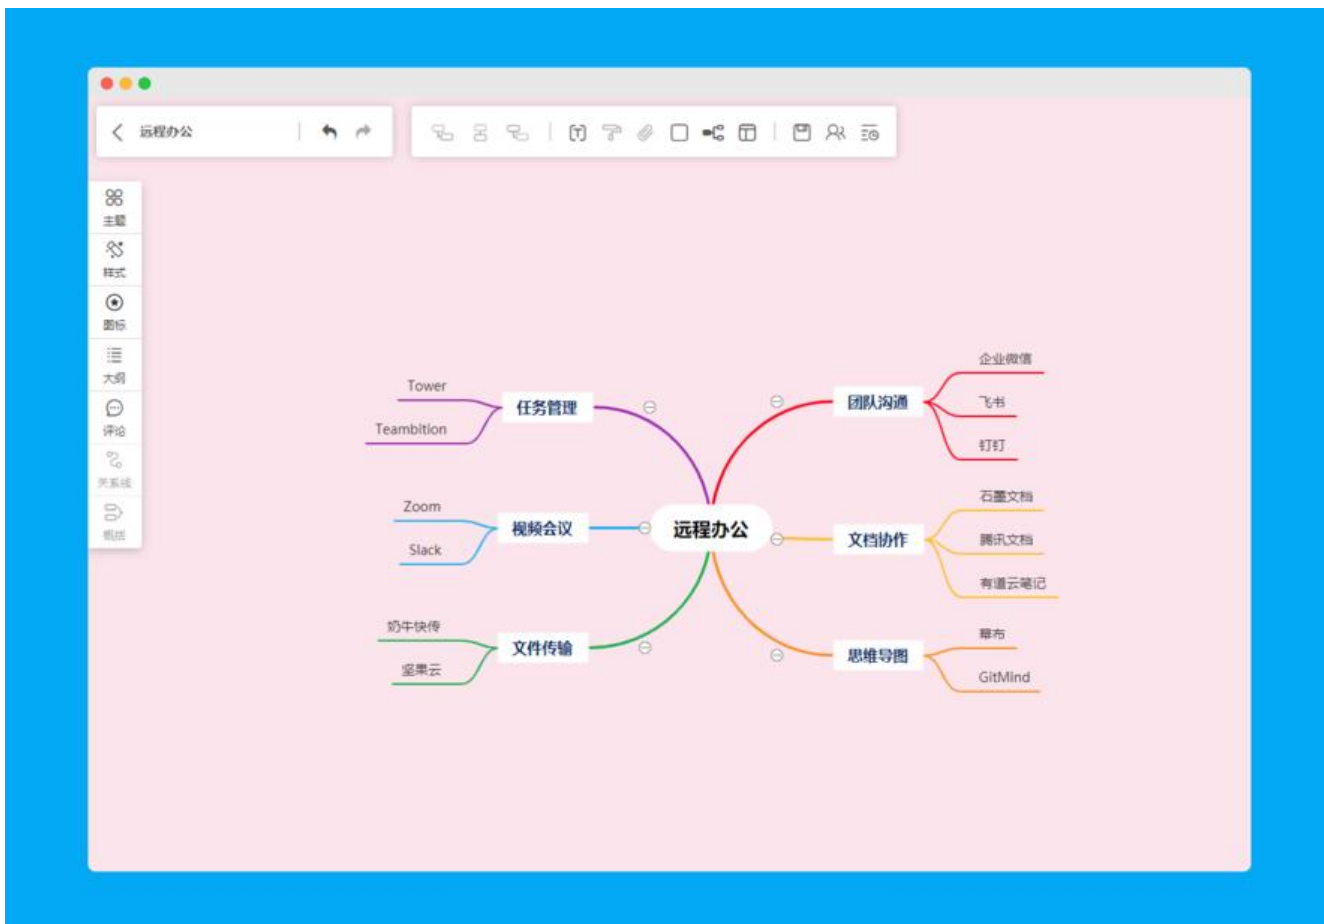 远程办公
主题
样式
图标
大纲
评论
关系线
概括
Tower
Teambition
任务管理
Zoom
Slack
视频会议
奶牛快传
坚果云
文件传输
远程办公
团队沟通
企业微信
飞书
钉钉
文档协作
石墨文档
腾讯文档
有道云笔记
思维导图
幕布
GitMind